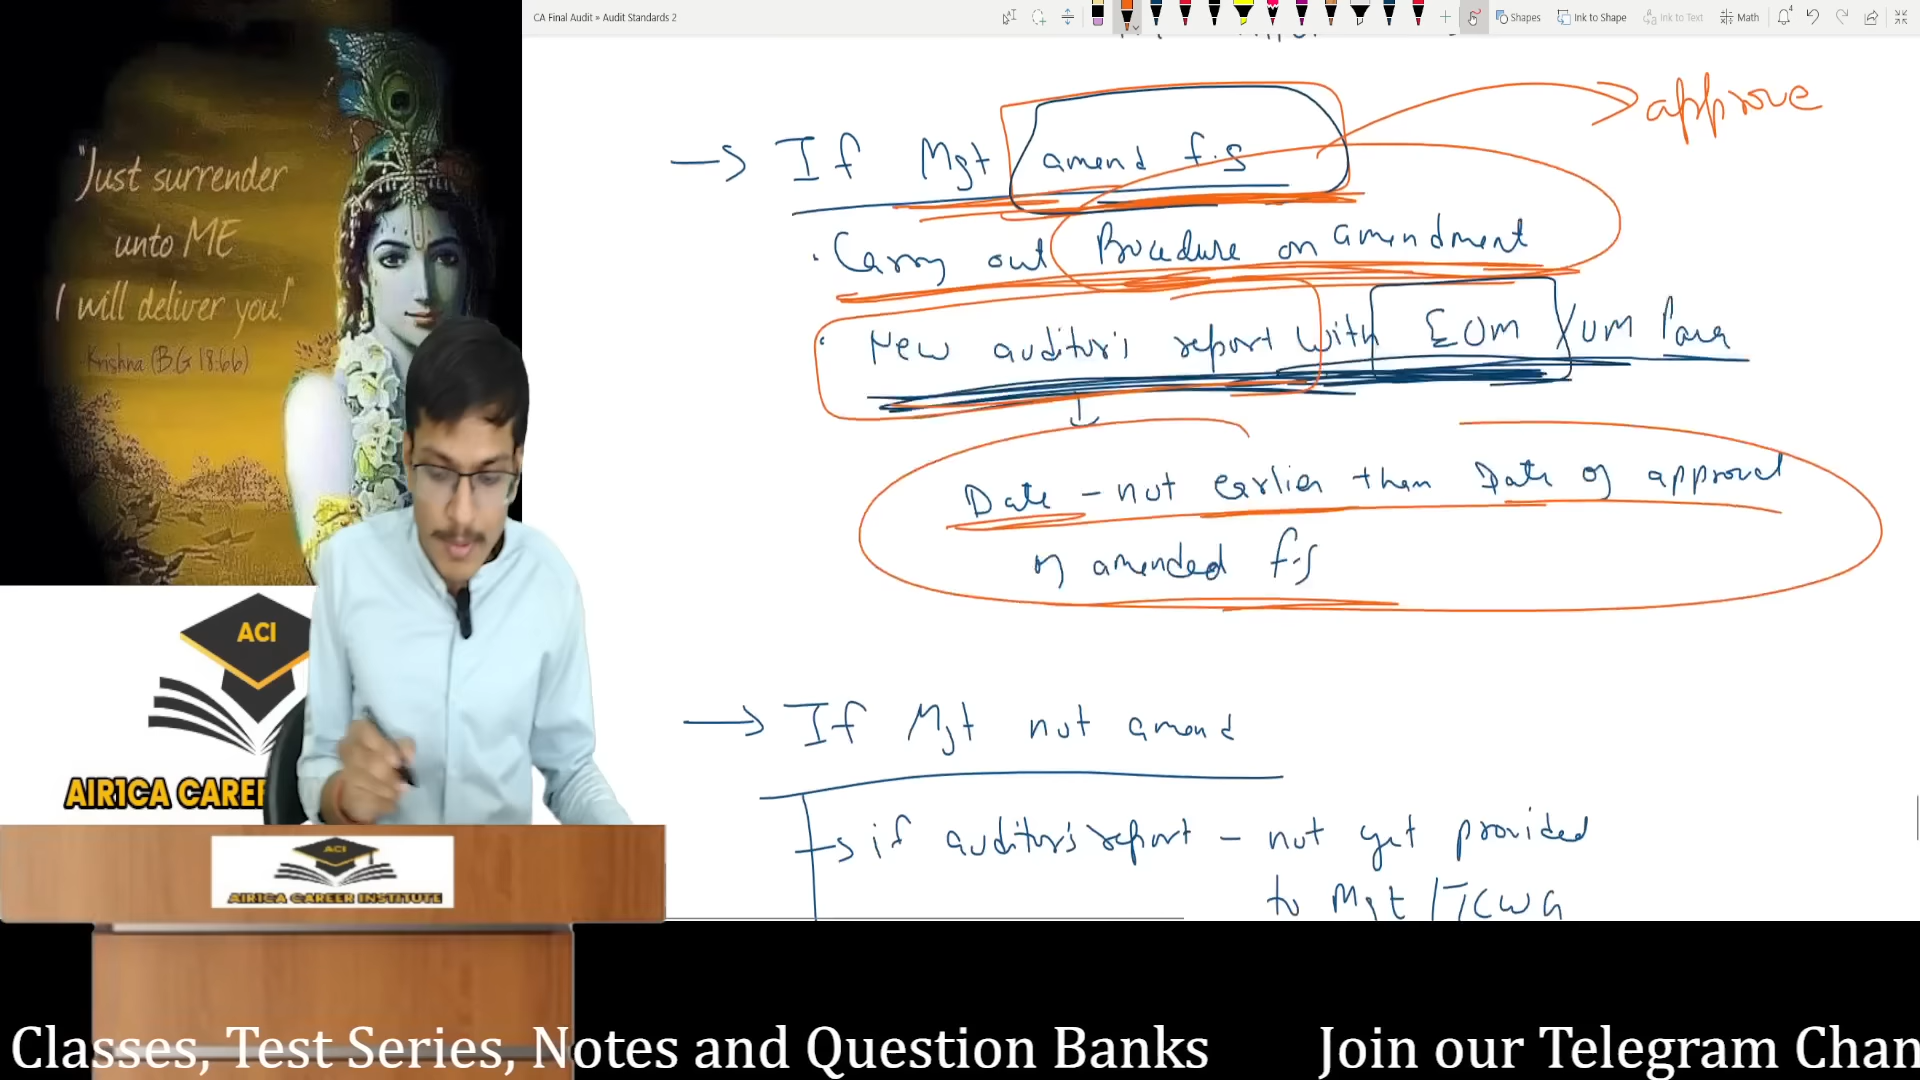 CA Final Audit » Audit Standards 2
Shapes
Ink to Shape
Ink to Text
Math
approve
→ If Mgt amend f.s
• Carry out Procedure on amendment
• New auditor's report with EOM / OM Para
Date - not earlier than Date of approval
of amended f.s
→ If Mgt not amend
→ if auditor's report - not yet provided
to Mgt / TCWG
"Just surrender
unto ME
I will deliver you!"
- Krishna (B.G 18:66)
ACI
AIR1CA CAREE
ACI
AIR1CA CAREER INSTITUTE
Classes, Test Series, Notes and Question Banks
Join our Telegram Chan